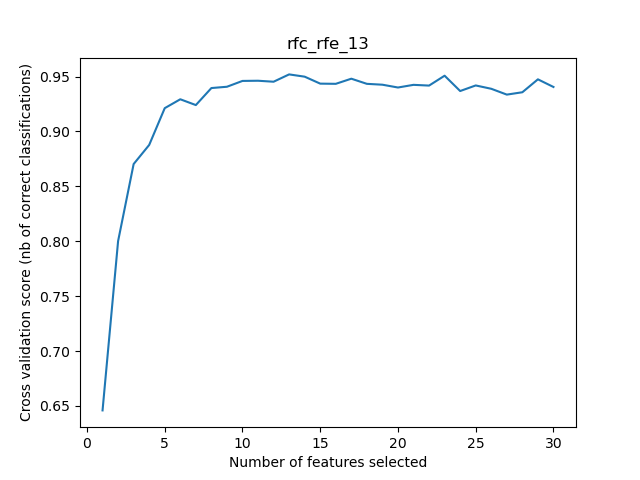 rfc_rfe_13
Cross validation score (nb of correct classifications)
0.95
0.90
0.85
0.80
0.75
0.70
0.65
0 5 10 15 20 25 30
Number of features selected